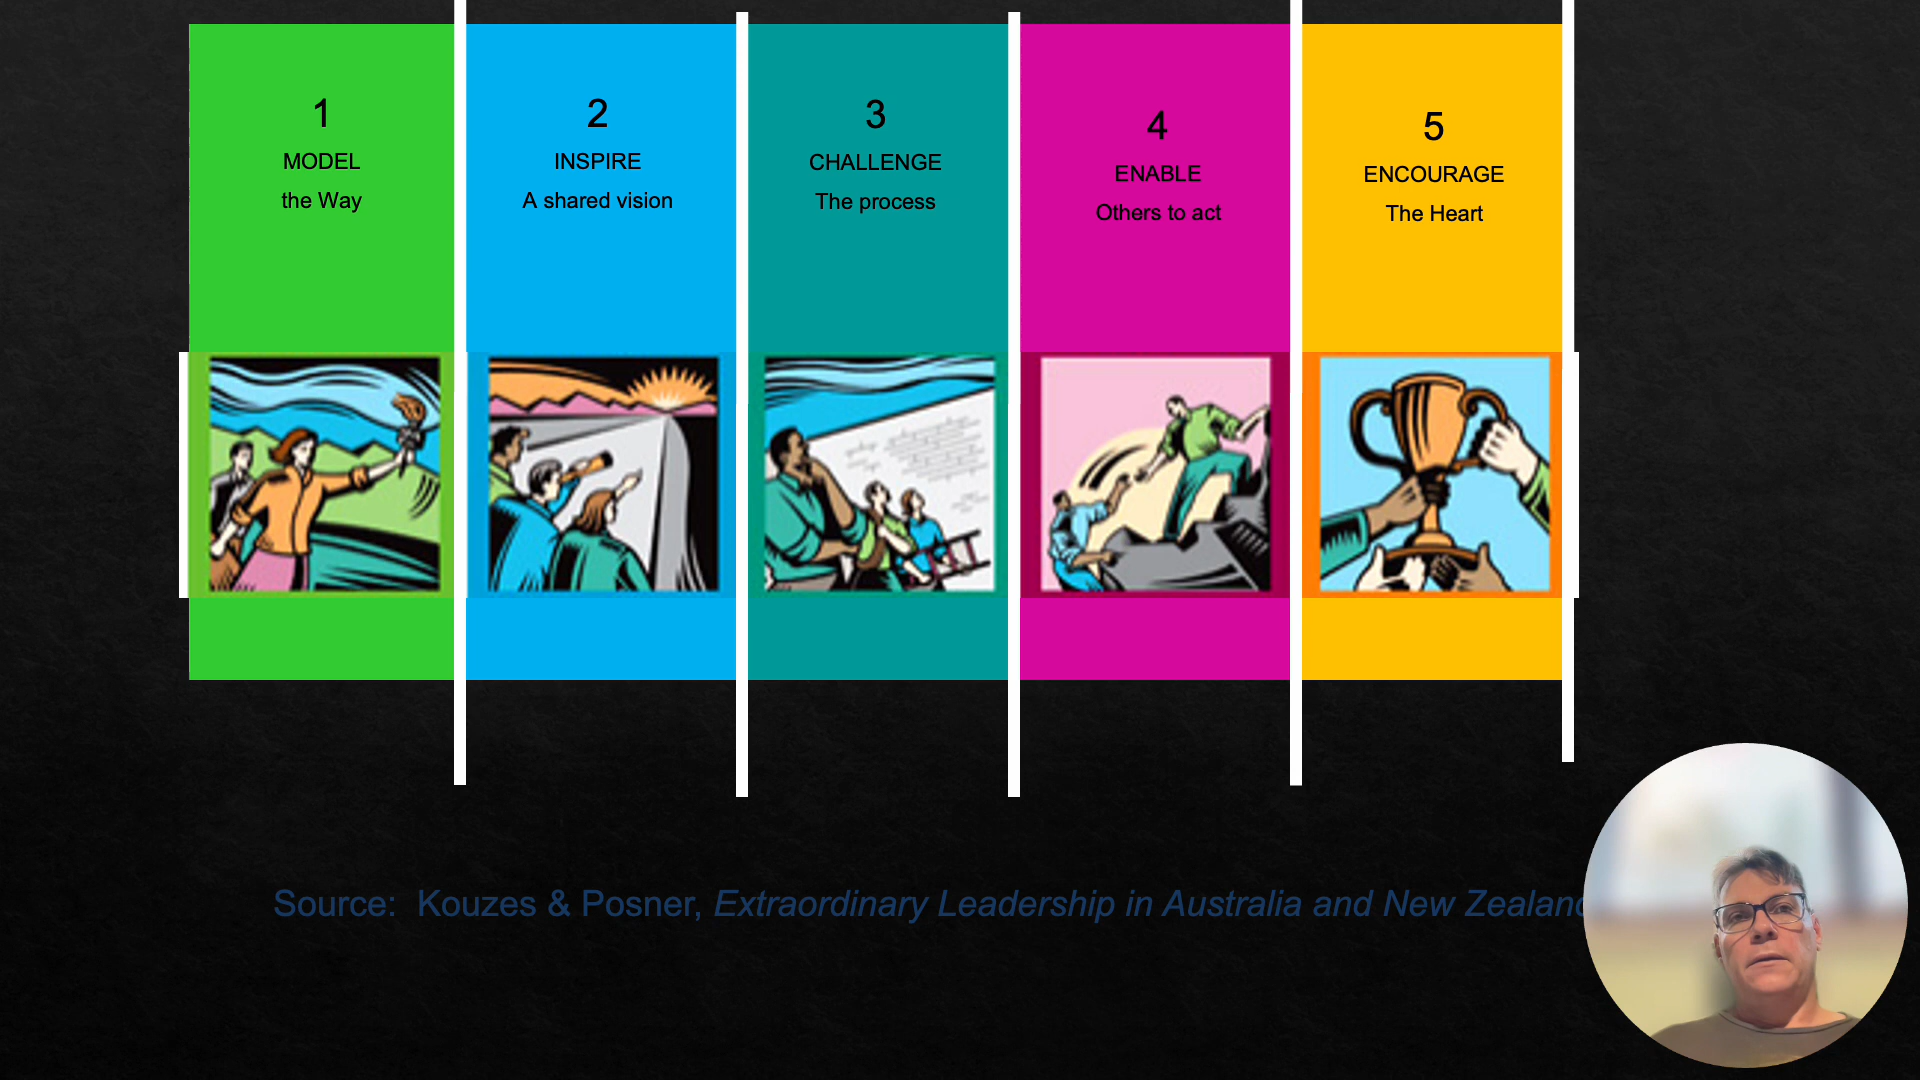 1
MODEL
the Way
2
INSPIRE
A shared vision
3
CHALLENGE
The process
4
ENABLE
Others to act
5
ENCOURAGE
The Heart
Source: Kouzes & Posner, Extraordinary Leadership in Australia and New Zealand